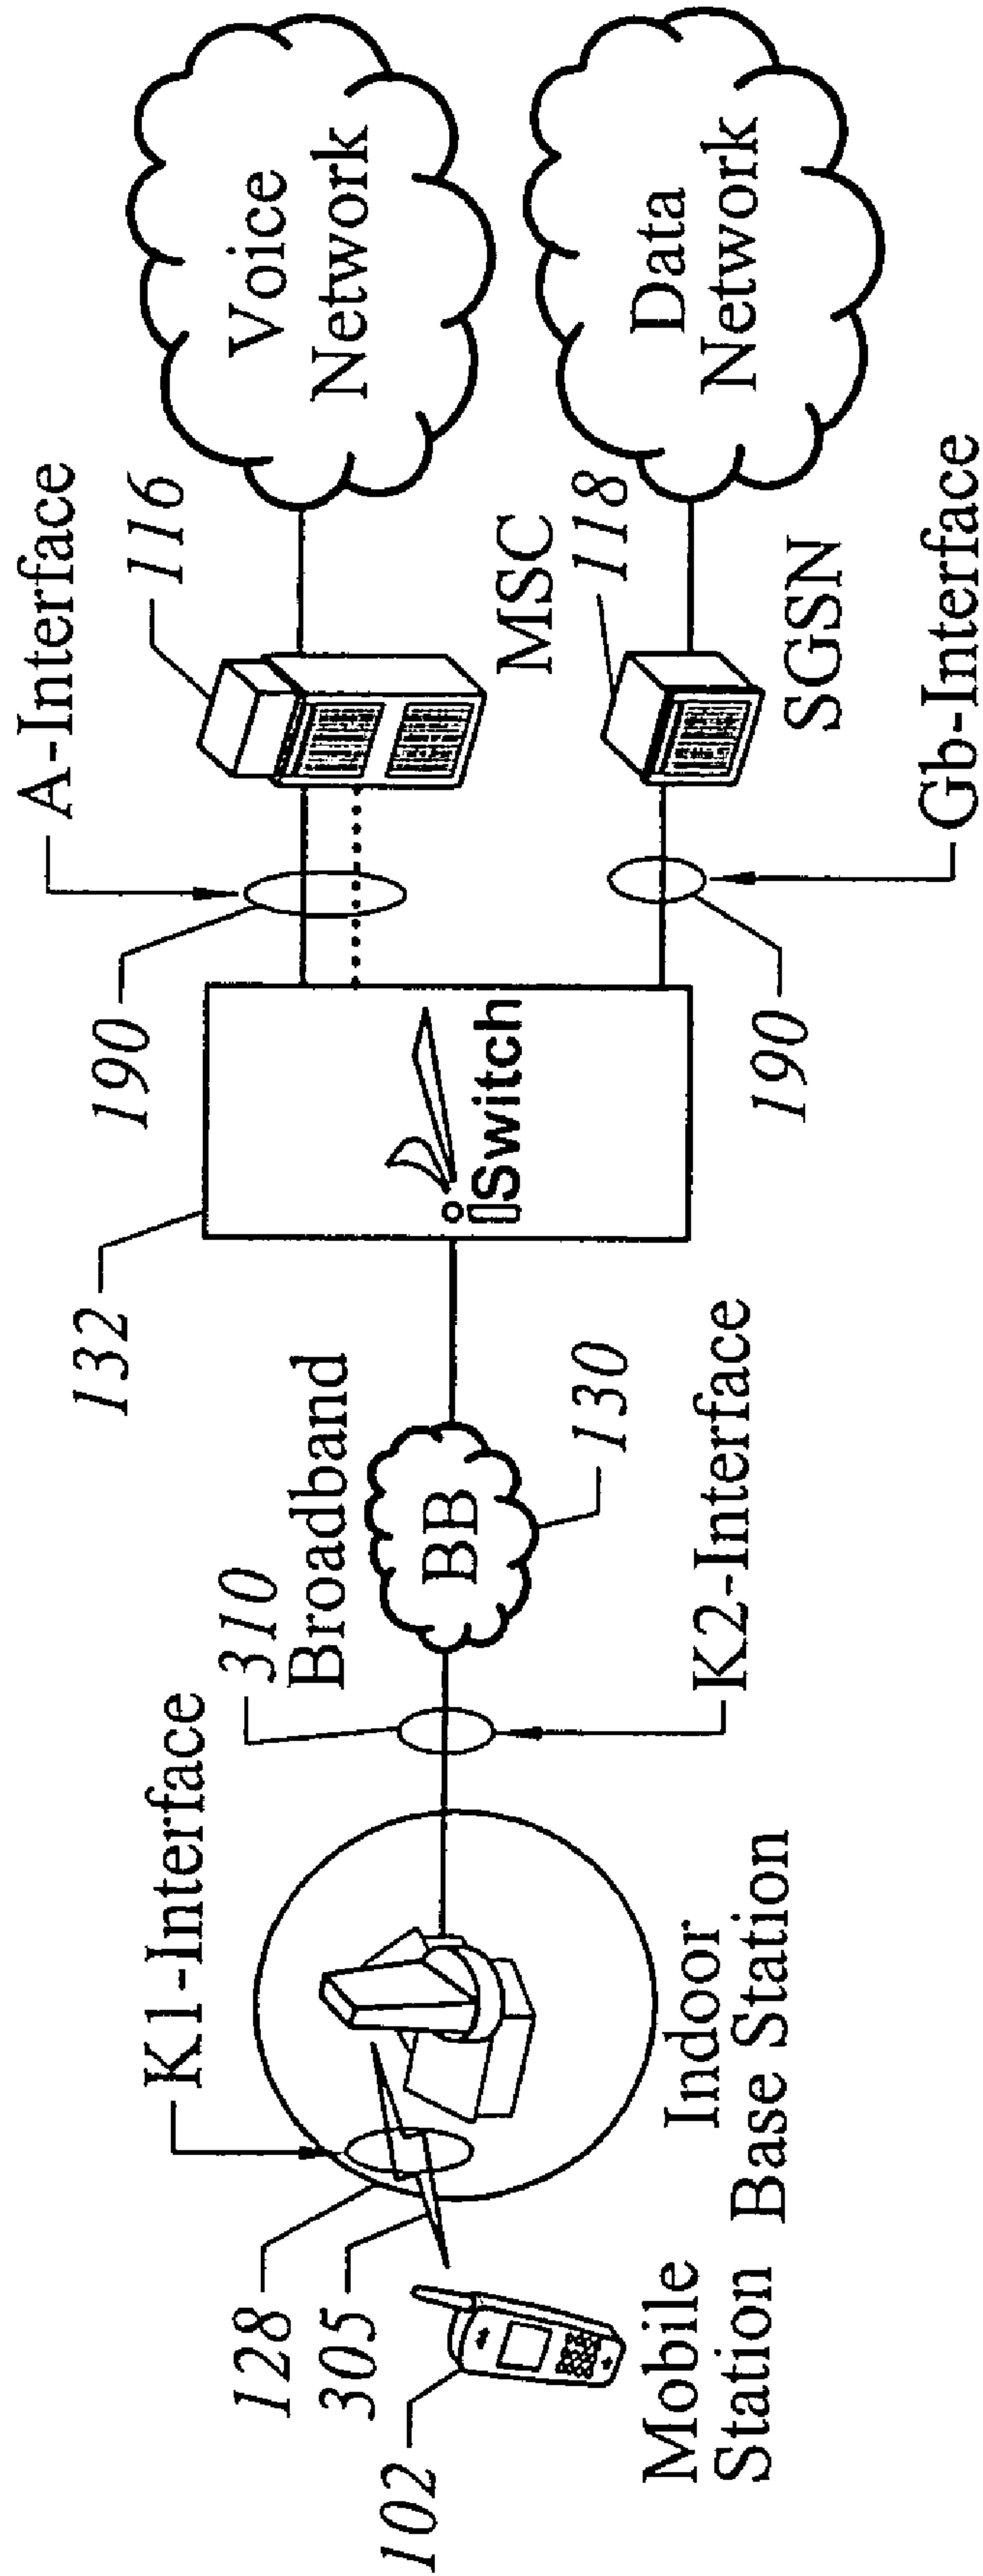 A-Interface
116
190
132
Voice
Network
K1-Interface
310
Broadband
MSC
118
128
305
102
BB
130
iSwitch
Data
Network
Mobile
Station
Indoor
Base Station
K2-Interface
190
SGSN
Gb-Interface